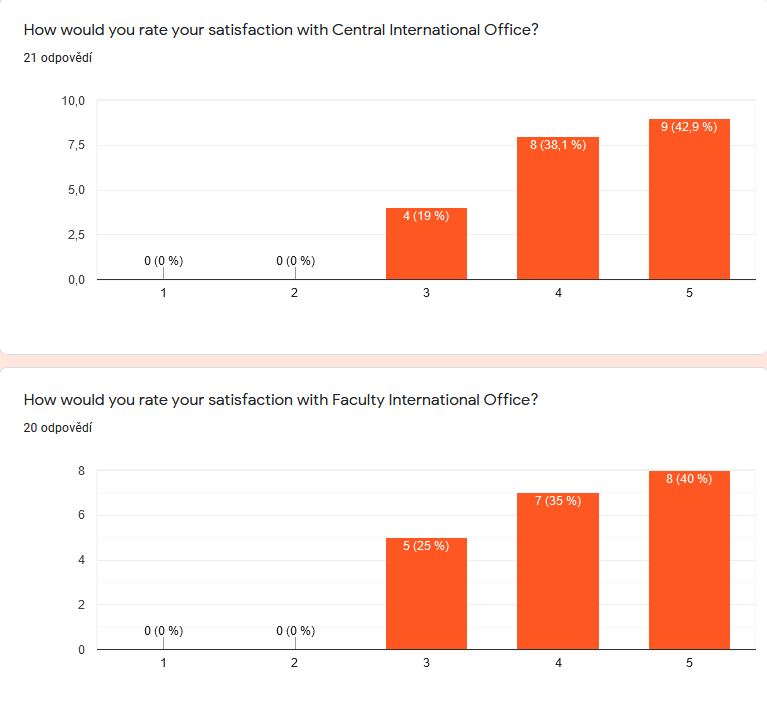 How would you rate your satisfaction with Central International Office?
21 odpovědí
10,0
7,5
5,0
2,5
0,0
0 (0 %)
0 (0 %)
4 (19 %)
8 (38,1 %)
9 (42,9 %)
1 2 3 4 5
How would you rate your satisfaction with Faculty International Office?
20 odpovědí
8
6
4
2
0
0 (0 %)
0 (0 %)
5 (25 %)
7 (35 %)
8 (40 %)
1 2 3 4 5